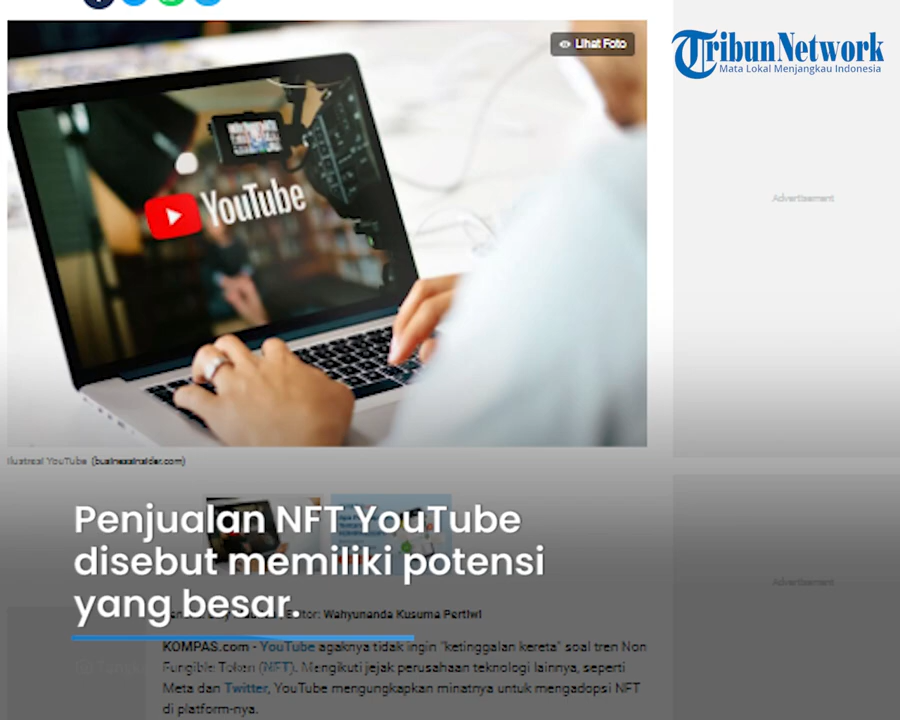 Lihat Foto
TribunNetwork
Mata Lokal Menjangkau Indonesia
YouTube
Advertisement
Ilustrasi YouTube (businessinsider.com)
Penjualan NFT YouTube
disebut memiliki potensi
yang besar.
Editor: Wahyunanda Kusuma Pertiwi
Advertisement
KOMPAS.com - YouTube agaknya tidak ingin "ketinggalan kereta" soal tren Non
Fungible Token (NFT). Mengikuti jejak perusahaan teknologi lainnya, seperti
Meta dan Twitter, YouTube mengungkapkan minatnya untuk mengadopsi NFT
di platform-nya.